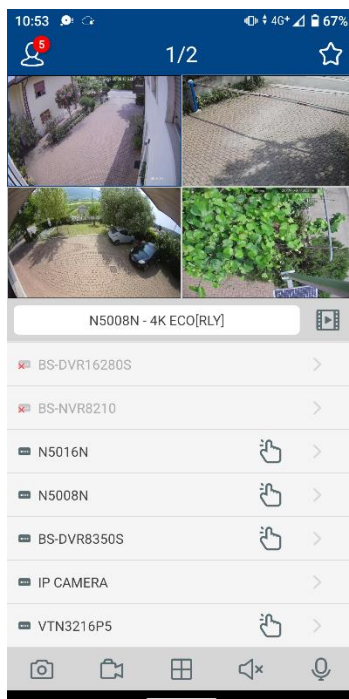 10:53
4G+
67%
5
1/2
N5008N - 4K ECO[RLY]
BS-DVR16280S
BS-NVR8210
N5016N
N5008N
BS-DVR8350S
IP CAMERA
VTN3216P5